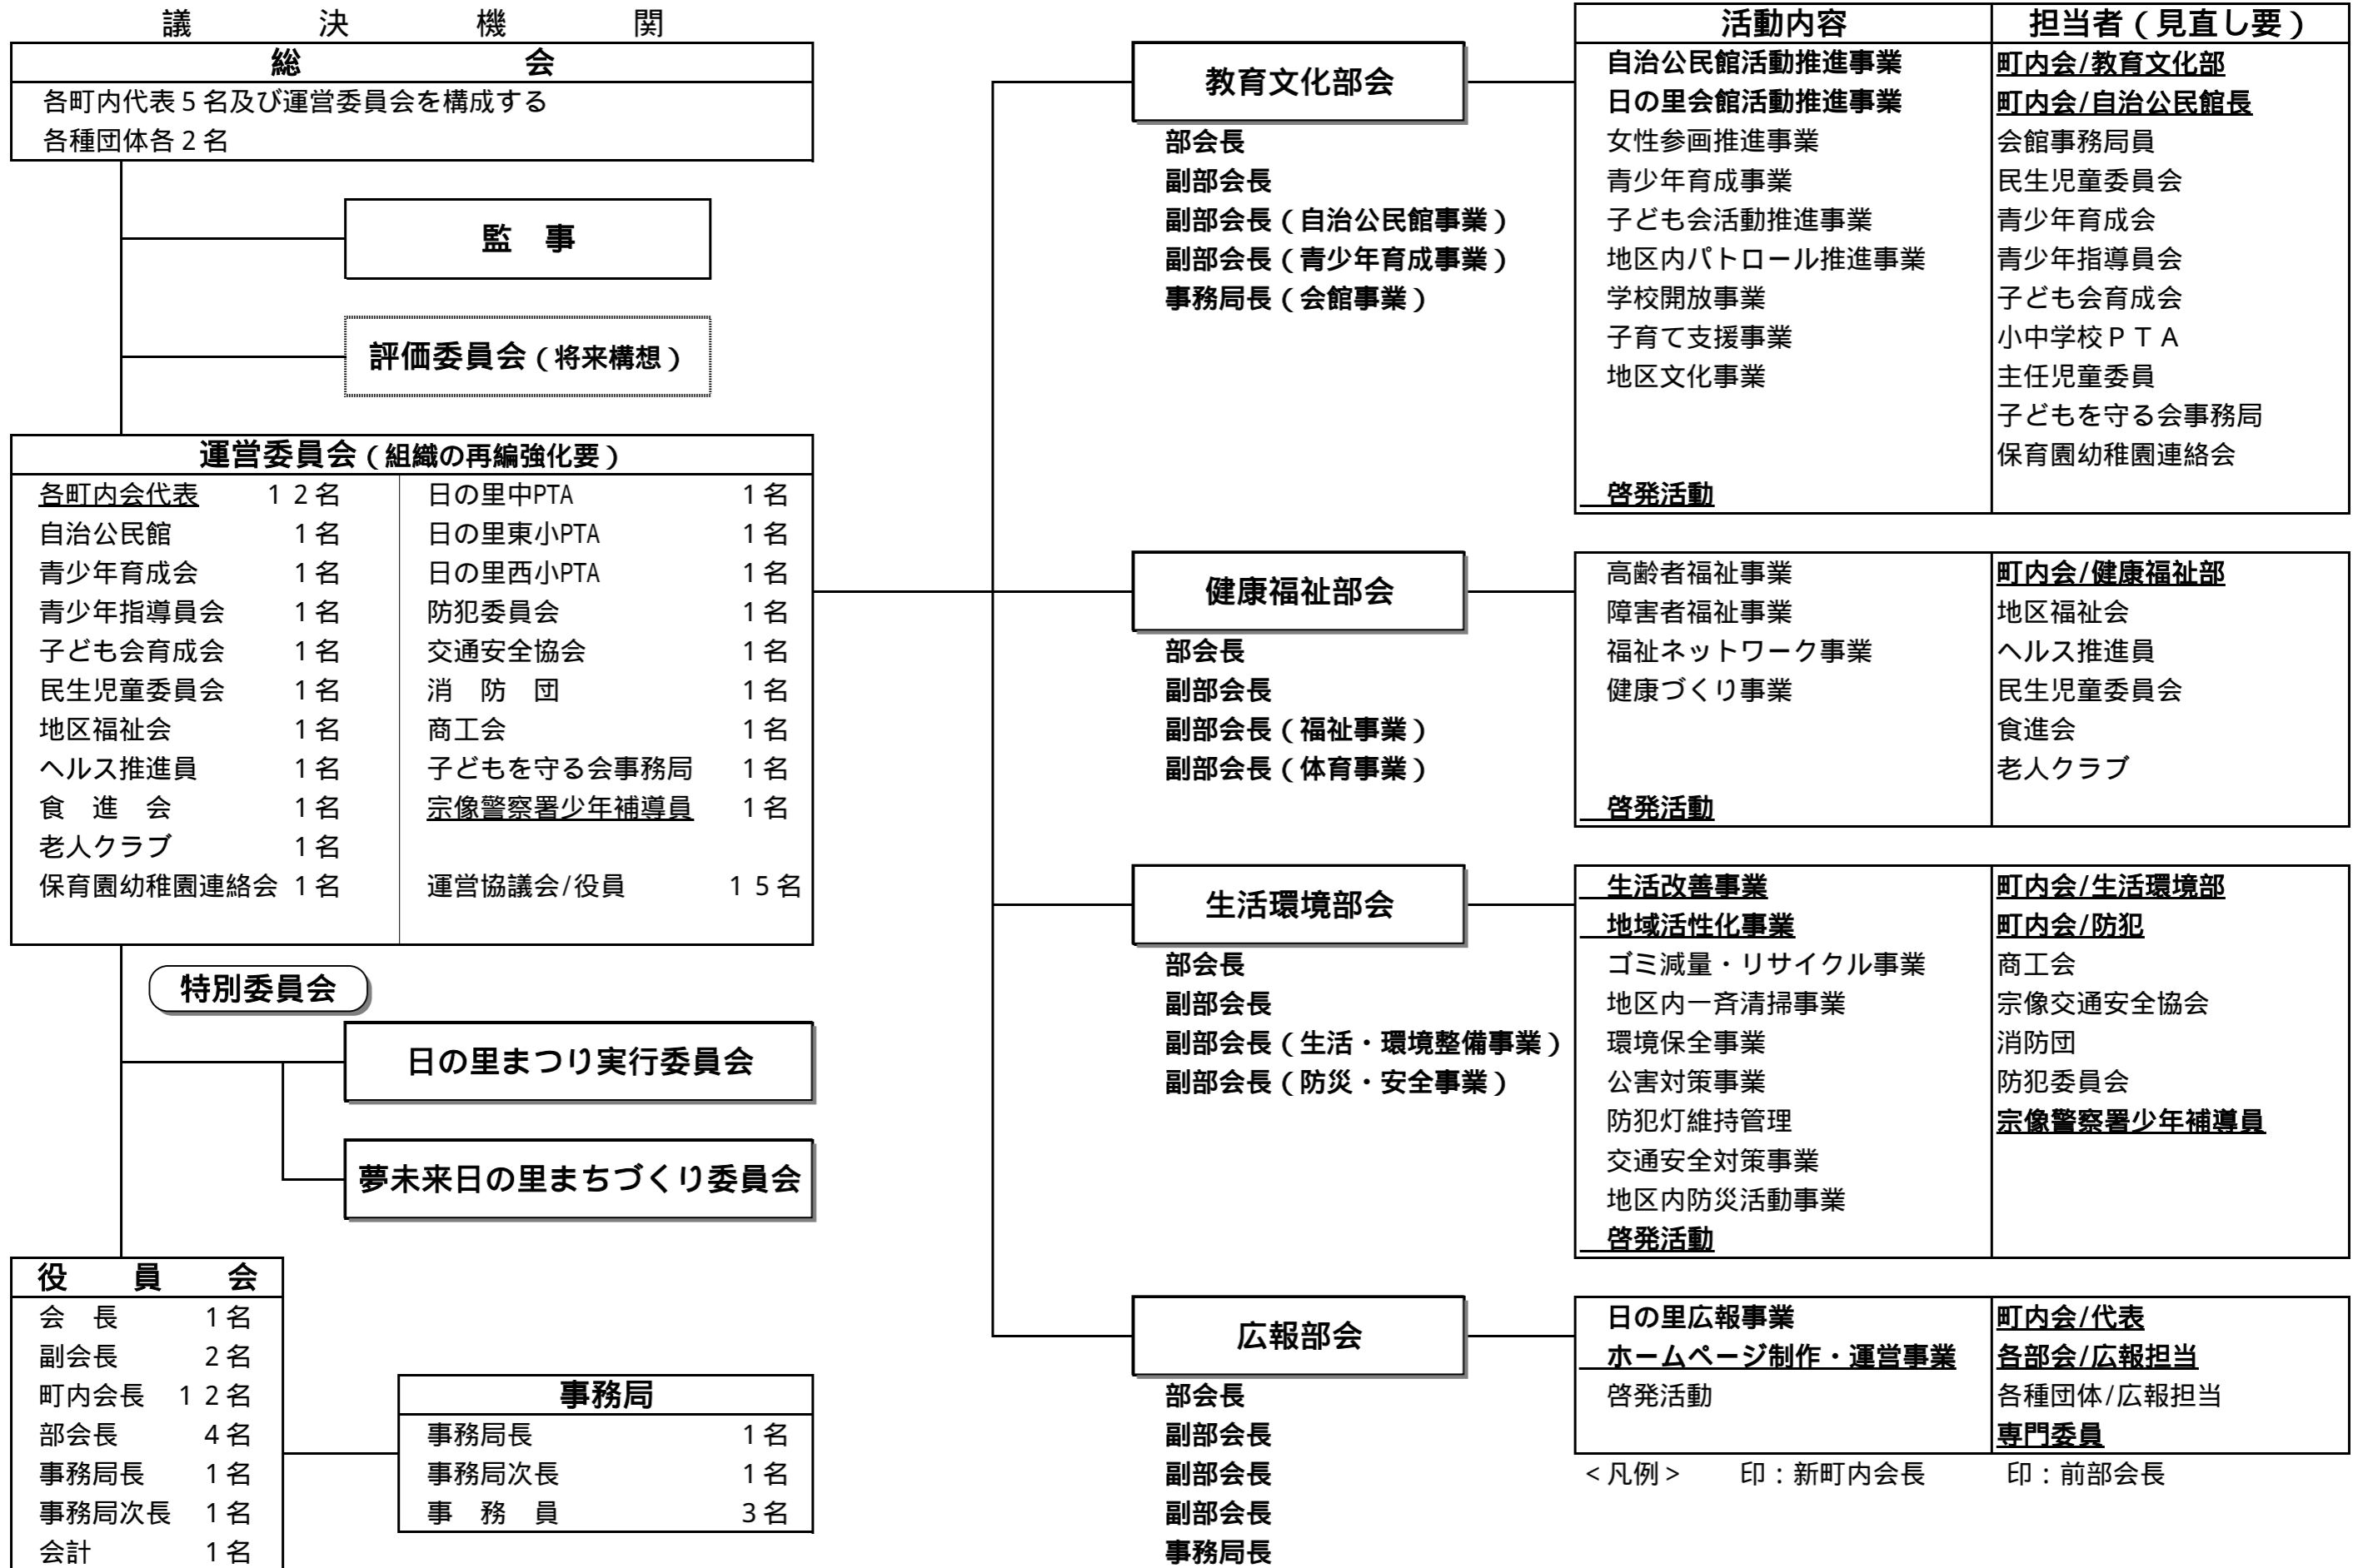 議 決 機 関
総 会
各町内代表５名及び運営委員会を構成する
各種団体各２名
監 事
評価委員会（将来構想）
運営委員会（組織の再編強化要）
各町内会代表 １２名
自治公民館 1名
青少年育成会 1名
青少年指導員会 1名
子ども会育成会 1名
民生児童委員会 1名
地区福祉会 1名
ヘルス推進員 1名
食 進 会 1名
老人クラブ 1名
保育園幼稚園連絡会 1名
日の里中PTA 1名
日の里東小PTA 1名
日の里西小PTA 1名
防犯委員会 1名
交通安全協会 1名
消 防 団 1名
商工会 1名
子どもを守る会事務局 1名
宗像警察署少年補導員 1名
運営協議会/役員 １５名
特別委員会
日の里まつり実行委員会
夢未来日の里まちづくり委員会
役 員 会
会 長 1名
副会長 2名
町内会長 １２名
部会長 4名
事務局長 1名
事務局次長 1名
会計 1名
事務局
事務局長 1名
事務局次長 1名
事 務 員 3名
教育文化部会
部会長
副部会長
副部会長（自治公民館事業）
副部会長（青少年育成事業）
事務局長（会館事業）
健康福祉部会
部会長
副部会長
副部会長（福祉事業）
副部会長（体育事業）
生活環境部会
部会長
副部会長
副部会長（生活・環境整備事業）
副部会長（防災・安全事業）
広報部会
部会長
副部会長
副部会長
副部会長
事務局長
活動内容 担当者（見直し要）
自治公民館活動推進事業 町内会/教育文化部
日の里会館活動推進事業 町内会/自治公民館長
女性参画推進事業 会館事務局員
青少年育成事業 民生児童委員会
子ども会活動推進事業 青少年育成会
地区内パトロール推進事業 青少年指導員会
学校開放事業 子ども会育成会
子育て支援事業 小中学校ＰＴＡ
地区文化事業 主任児童委員
子どもを守る会事務局
保育園幼稚園連絡会
啓発活動
高齢者福祉事業 町内会/健康福祉部
障害者福祉事業 地区福祉会
福祉ネットワーク事業 ヘルス推進員
健康づくり事業 民生児童委員会
食進会
老人クラブ
啓発活動
生活改善事業 町内会/生活環境部
地域活性化事業 町内会/防犯
ゴミ減量・リサイクル事業 商工会
地区内一斉清掃事業 宗像交通安全協会
環境保全事業 消防団
公害対策事業 防犯委員会
防犯灯維持管理 宗像警察署少年補導員
交通安全対策事業
地区内防災活動事業
啓発活動
日の里広報事業 町内会/代表
ホームページ制作・運営事業 各部会/広報担当
啓発活動 各種団体/広報担当
専門委員
＜凡例＞ 印：新町内会長 印：前部会長